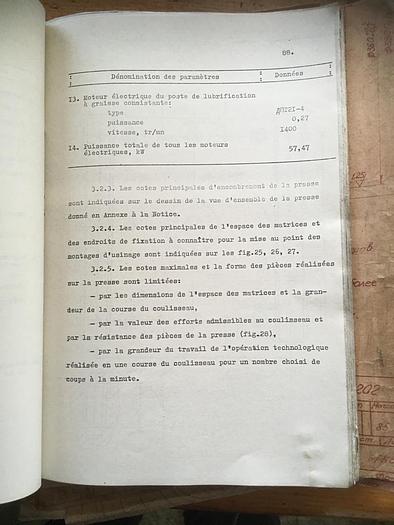 88.
Dénomination des paramètres : Données
I3. Moteur électrique du poste de lubrification
à graisse consistante:
type ДПТ2I-4
puissance 0,27
vitesse, tr/mn I400
I4. Puissance totale de tous les moteurs
électriques, kW 57,47
3.2.3. Les cotes principales d'encombrement de la presse
sont indiquées sur le dessin de la vue d'ensemble de la presse
donné en Annexe à la Notice.
3.2.4. Les cotes principales de l'espace des matrices et
des endroits de fixation à connaître pour la mise au point des
montages d'usinage sont indiquées sur les fig.25, 26, 27.
3.2.5. Les cotes maximales et la forme des pièces réalisées
sur la presse sont limitées:
– par les dimensions de l'espace des matrices et la gran-
deur de la course du coulisseau,
– par la valeur des efforts admissibles au coulisseau et
par la résistance des pièces de la presse (fig.28),
– par la grandeur du travail de l'opération technologique
réalisée en une course du coulisseau pour un nombre choisi de
coups à la minute.
202
85